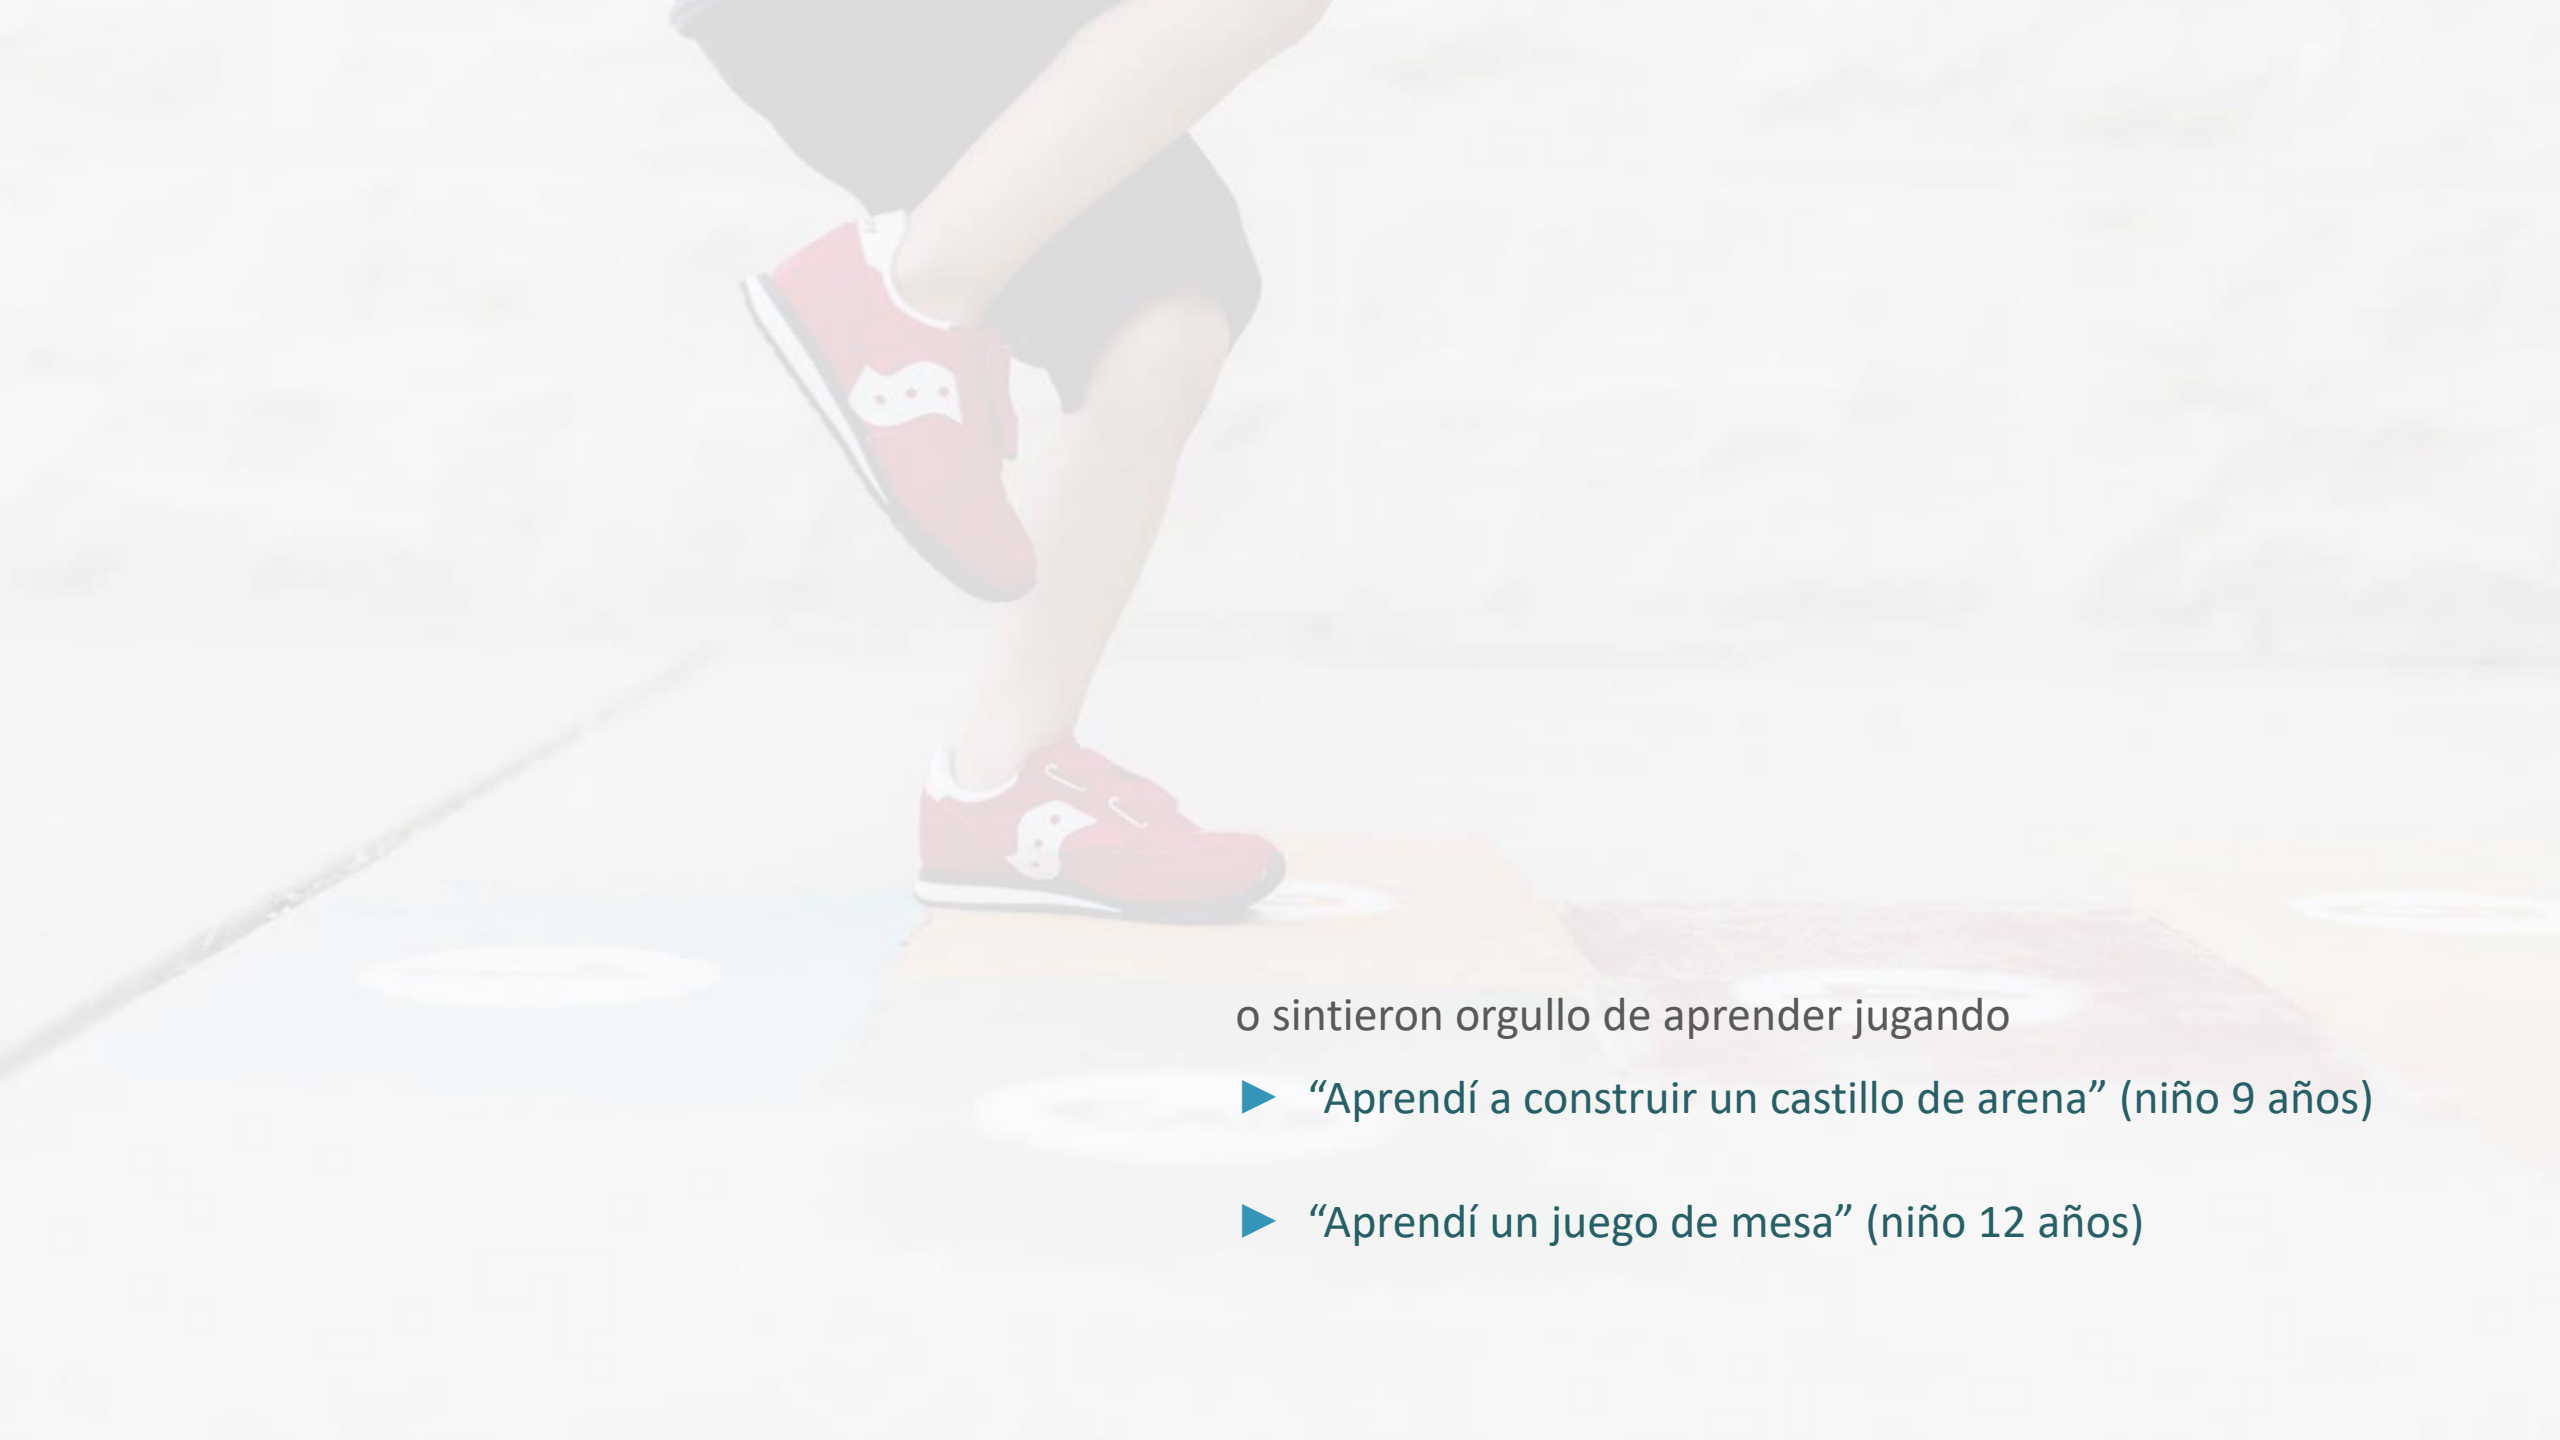 o sintieron orgullo de aprender jugando
► “Aprendí a construir un castillo de arena” (niño 9 años)
► “Aprendí un juego de mesa” (niño 12 años)